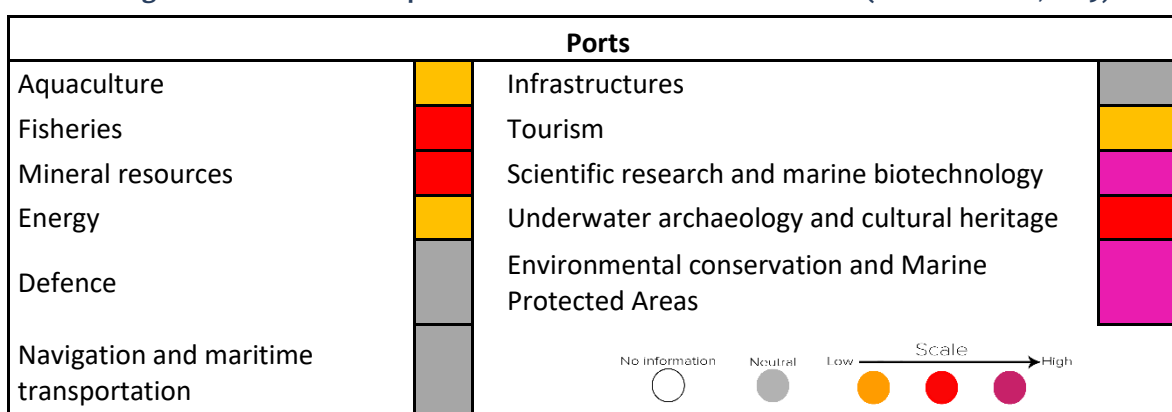 Ports
Aquaculture
Infrastructures
Fisheries
Tourism
Mineral resources
Scientific research and marine biotechnology
Energy
Underwater archaeology and cultural heritage
Defence
Environmental conservation and Marine
Protected Areas
Navigation and maritime
transportation
No information
Neutral
Low
Scale
High